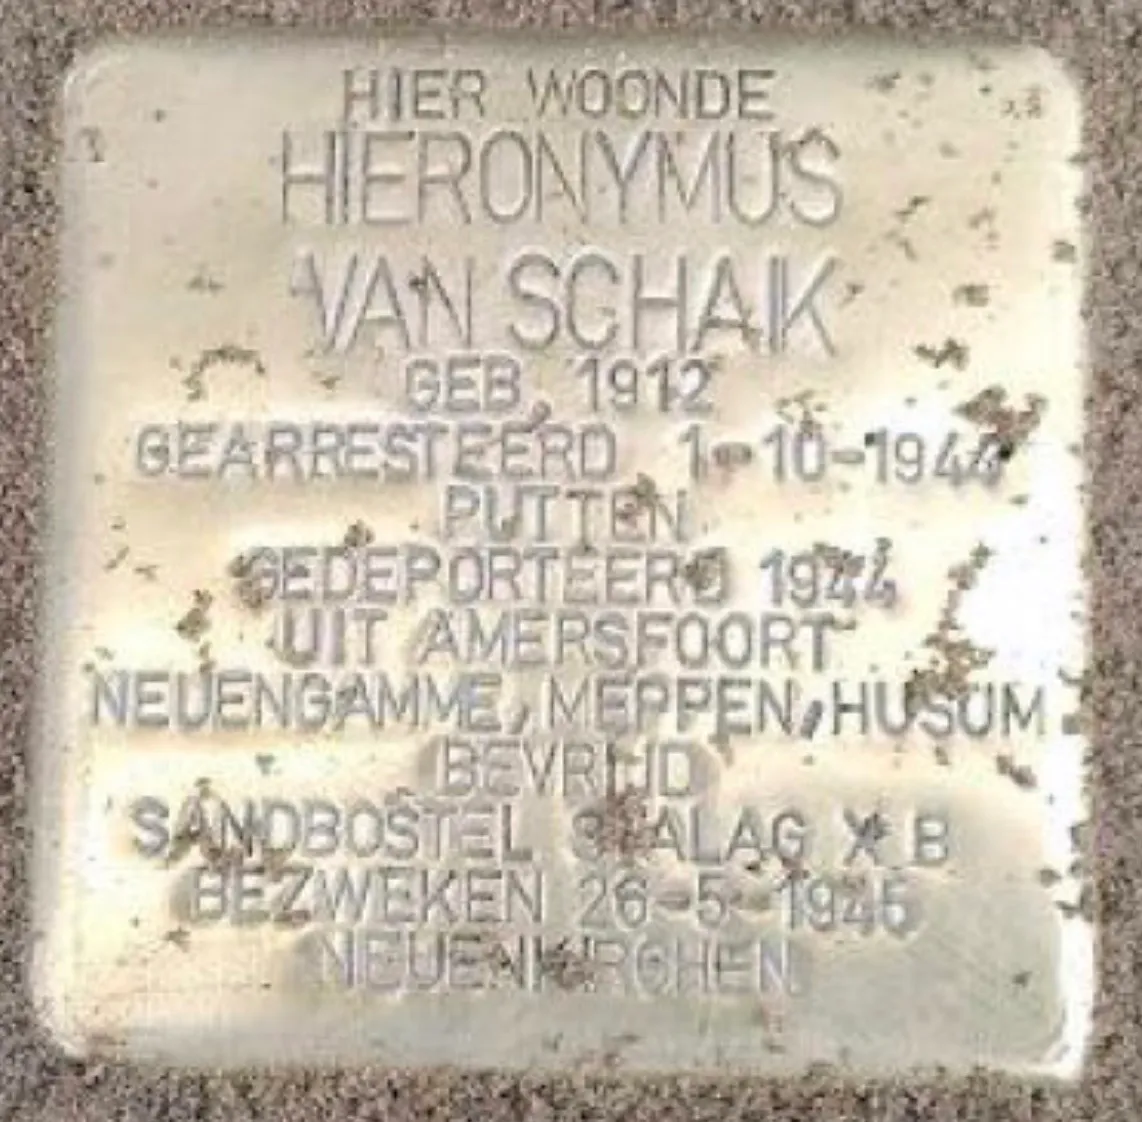 HIER WOONDE
HIERONYMUS
VAN SCHAIK
GEB. 1912
GEARRESTEERD 1-10-1944
PUTTEN
GEDEPORTEERD 1944
UIT AMERSFOORT
NEUENGAMME, MEPPEN, HUSUM
BEVRIJD
SANDBOSTEL STALAG X B
BEZWEKEN 26-5-1945
NEUENKIRCHEN